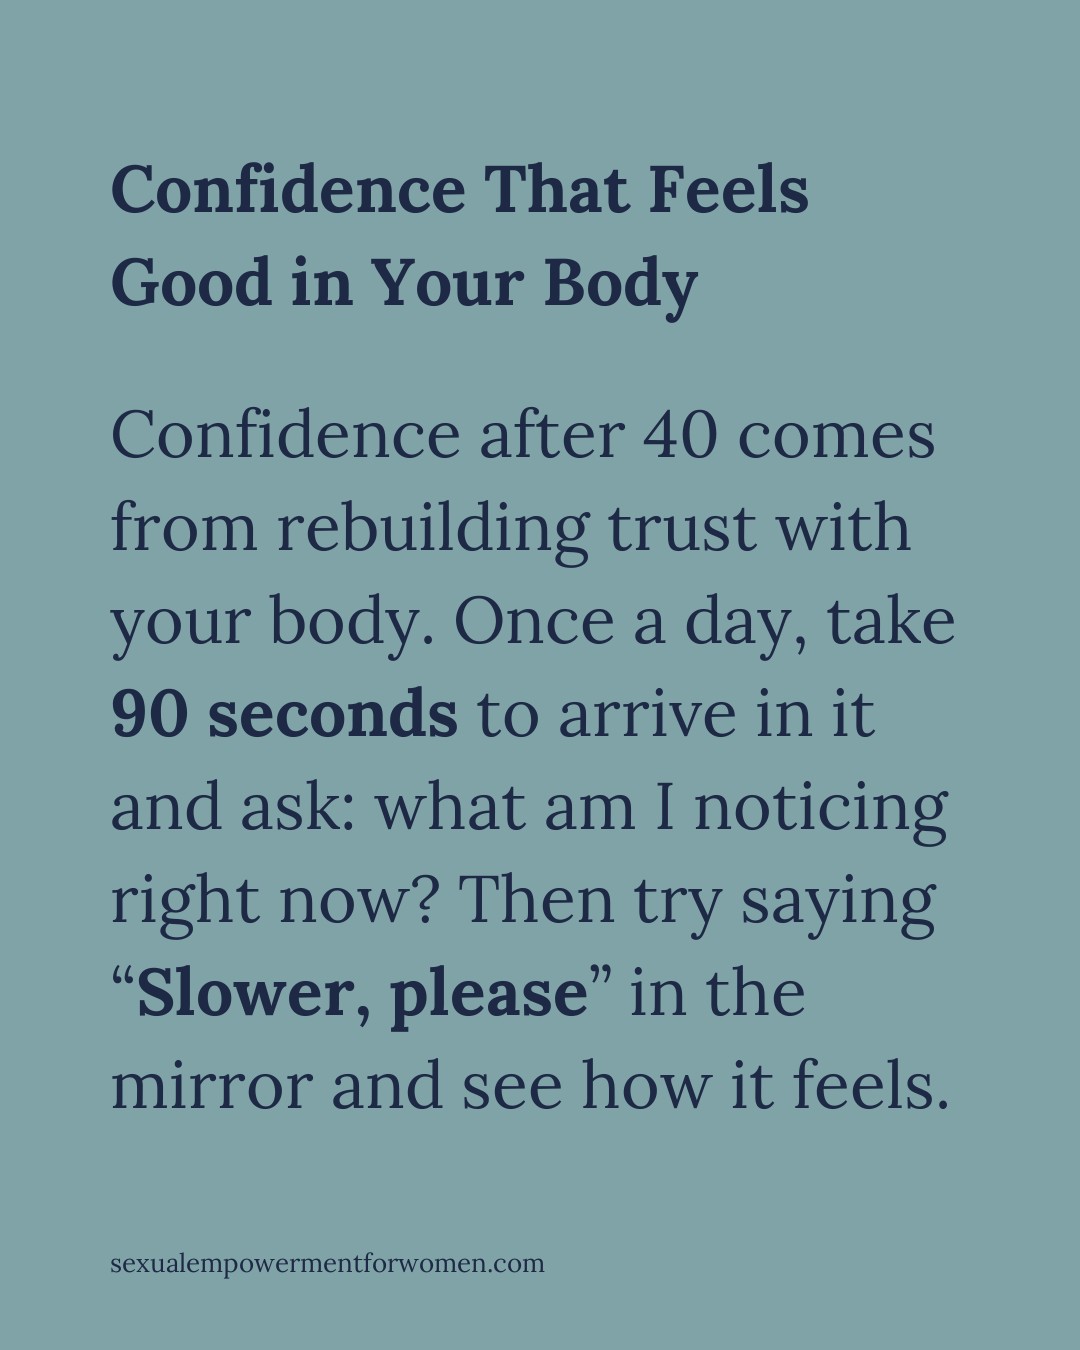 Confidence That Feels
Good in Your Body
Confidence after 40 comes
from rebuilding trust with
your body. Once a day, take
90 seconds to arrive in it
and ask: what am I noticing
right now? Then try saying
“Slower, please” in the
mirror and see how it feels.
sexualempowermentforwomen.com